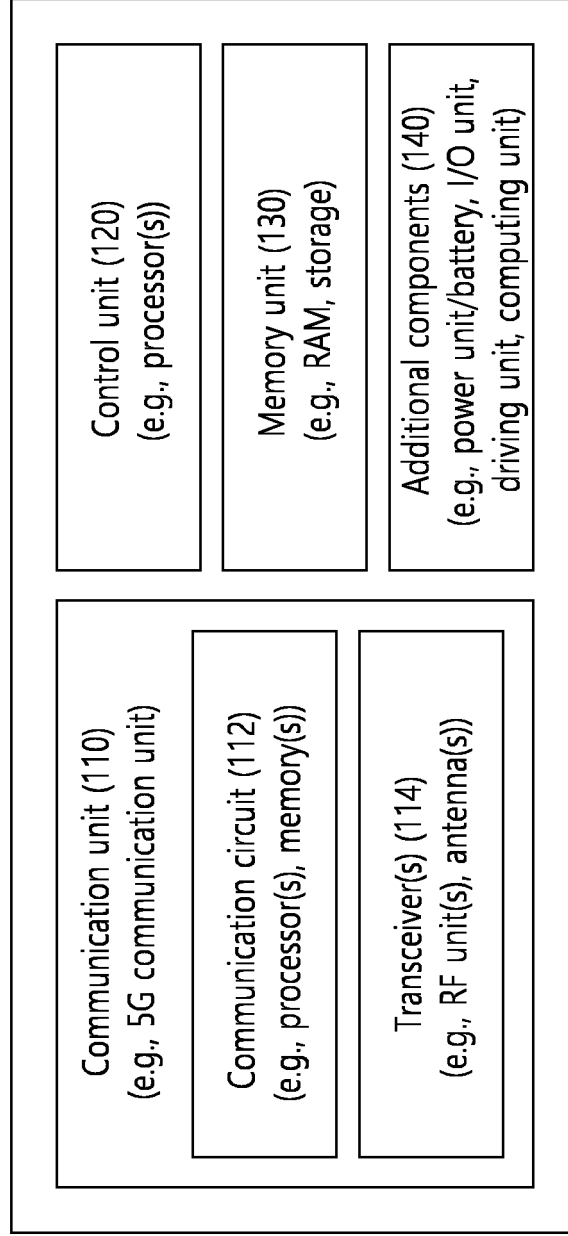 Communication unit (110)
(e.g., 5G communication unit)
Communication circuit (112)
(e.g., processor(s), memory(s))
Transceiver(s) (114)
(e.g., RF unit(s), antenna(s))
Control unit (120)
(e.g., processor(s))
Memory unit (130)
(e.g., RAM, storage)
Additional components (140)
(e.g., power unit/battery, I/O unit,
driving unit, computing unit)